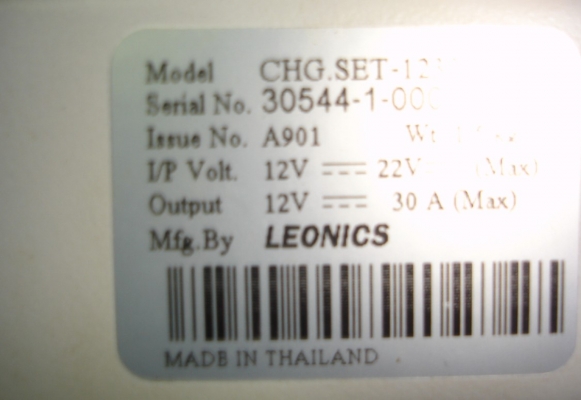 Model CHG.SET-12
Serial No. 30544-1-00
Issue No. A901 Wt.
I/P Volt. 12V ⎓ 22V (Max)
Output 12V ⎓ 30 A (Max)
Mfg.By LEONICS
MADE IN THAILAND